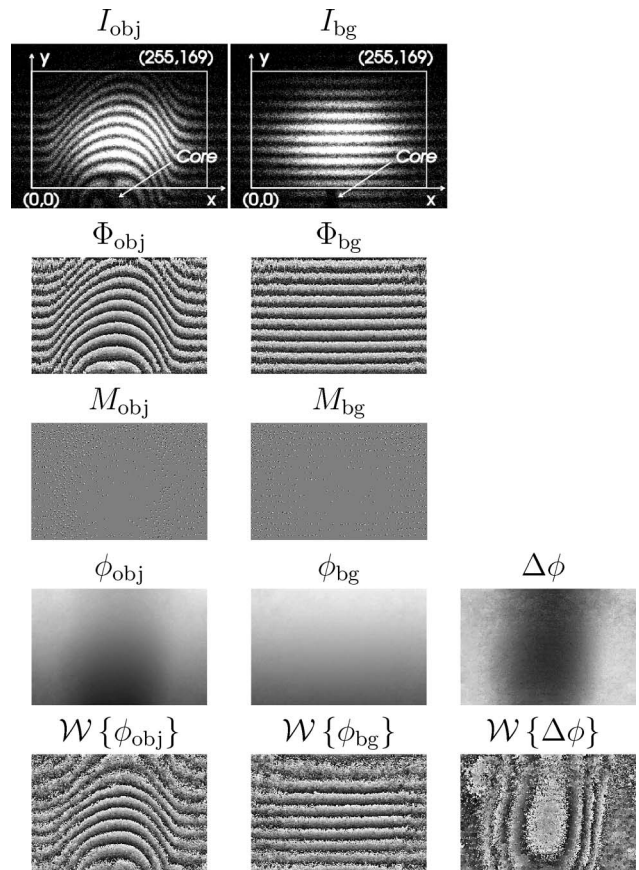 I_obj I_bg
y (255,169) y (255,169)
Core Core
(0,0) x (0,0) x
Φ_obj Φ_bg
M_obj M_bg
ϕ_obj ϕ_bg Δϕ
𝒲{ϕ_obj} 𝒲{ϕ_bg} 𝒲{Δϕ}